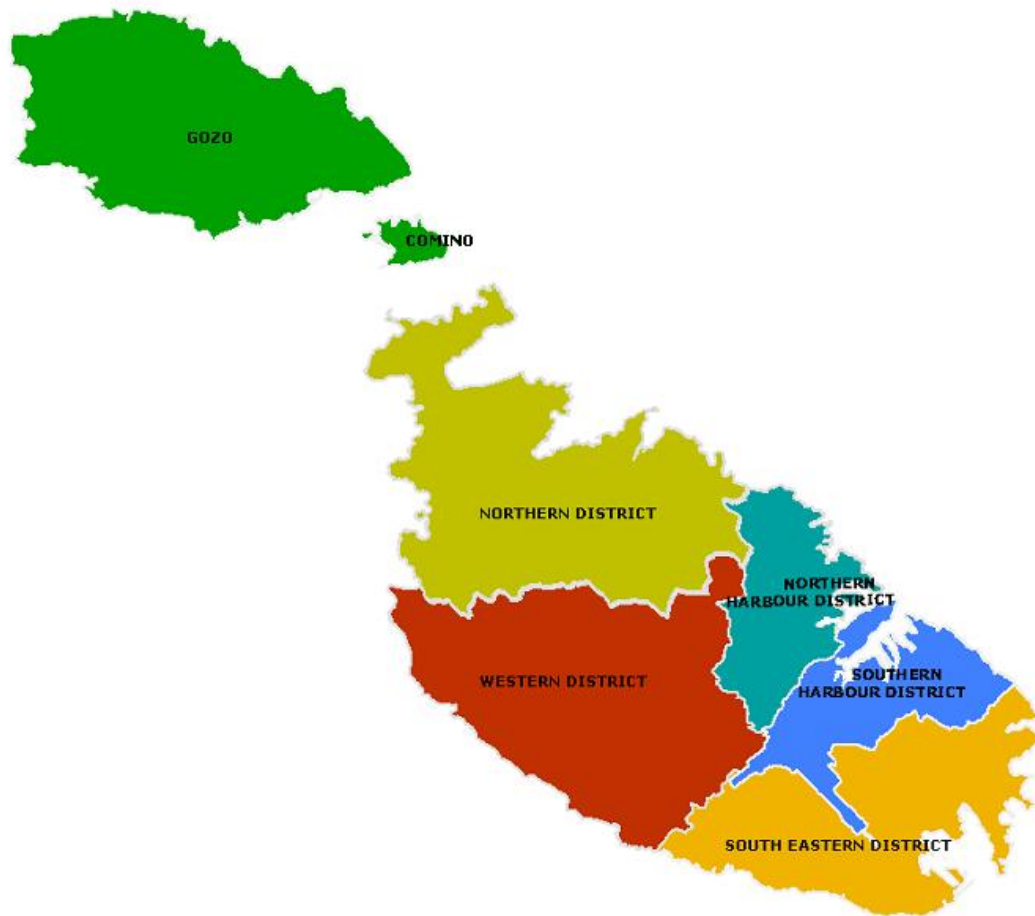 GOZO
COMINO
NORTHERN DISTRICT
NORTHERN
HARBOUR DISTRICT
WESTERN DISTRICT
SOUTHERN
HARBOUR DISTRICT
SOUTH EASTERN DISTRICT